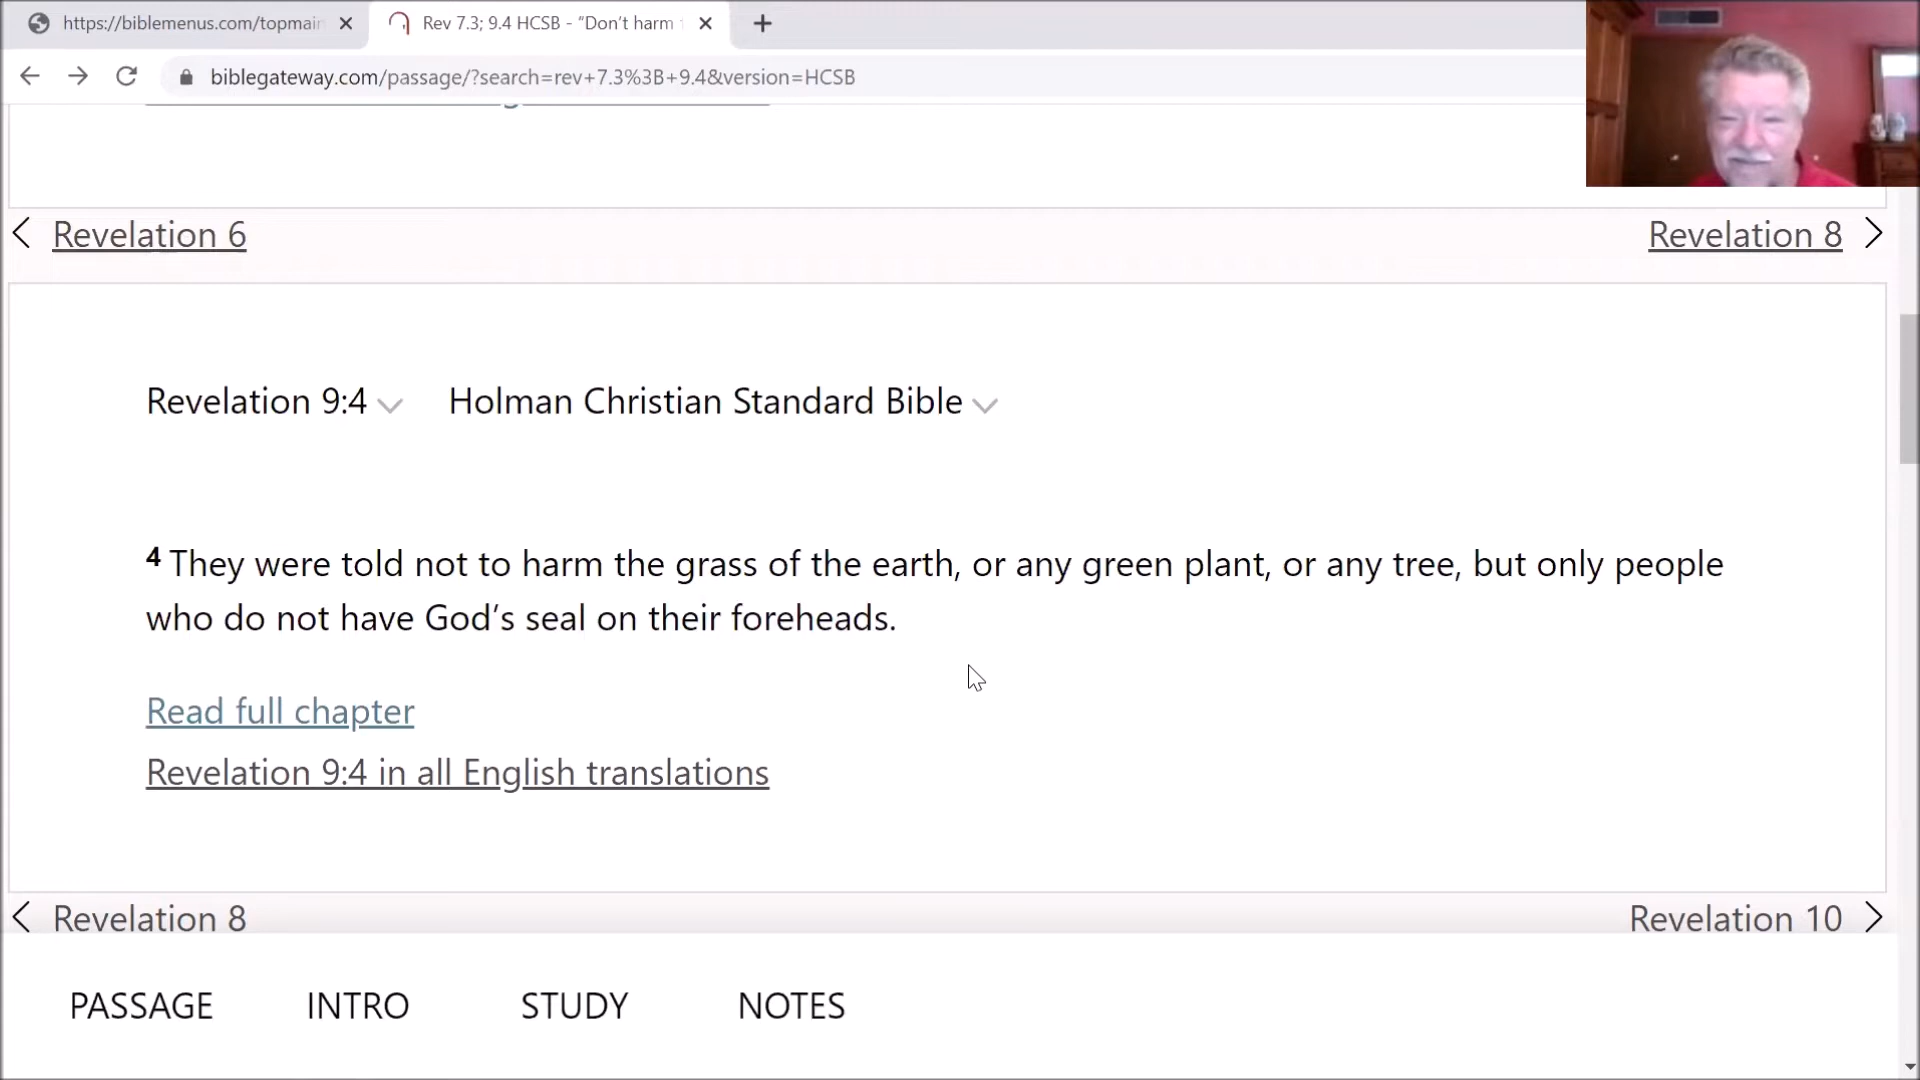 https://biblemenus.com/topmain
Rev 7.3; 9.4 HCSB - “Don’t harm
biblegateway.com/passage/?search=rev+7.3%3B+9.4&version=HCSB
Revelation 6
Revelation 8
Revelation 9:4
Holman Christian Standard Bible
4 They were told not to harm the grass of the earth, or any green plant, or any tree, but only people
who do not have God’s seal on their foreheads.
Read full chapter
Revelation 9:4 in all English translations
Revelation 8
Revelation 10
PASSAGE
INTRO
STUDY
NOTES